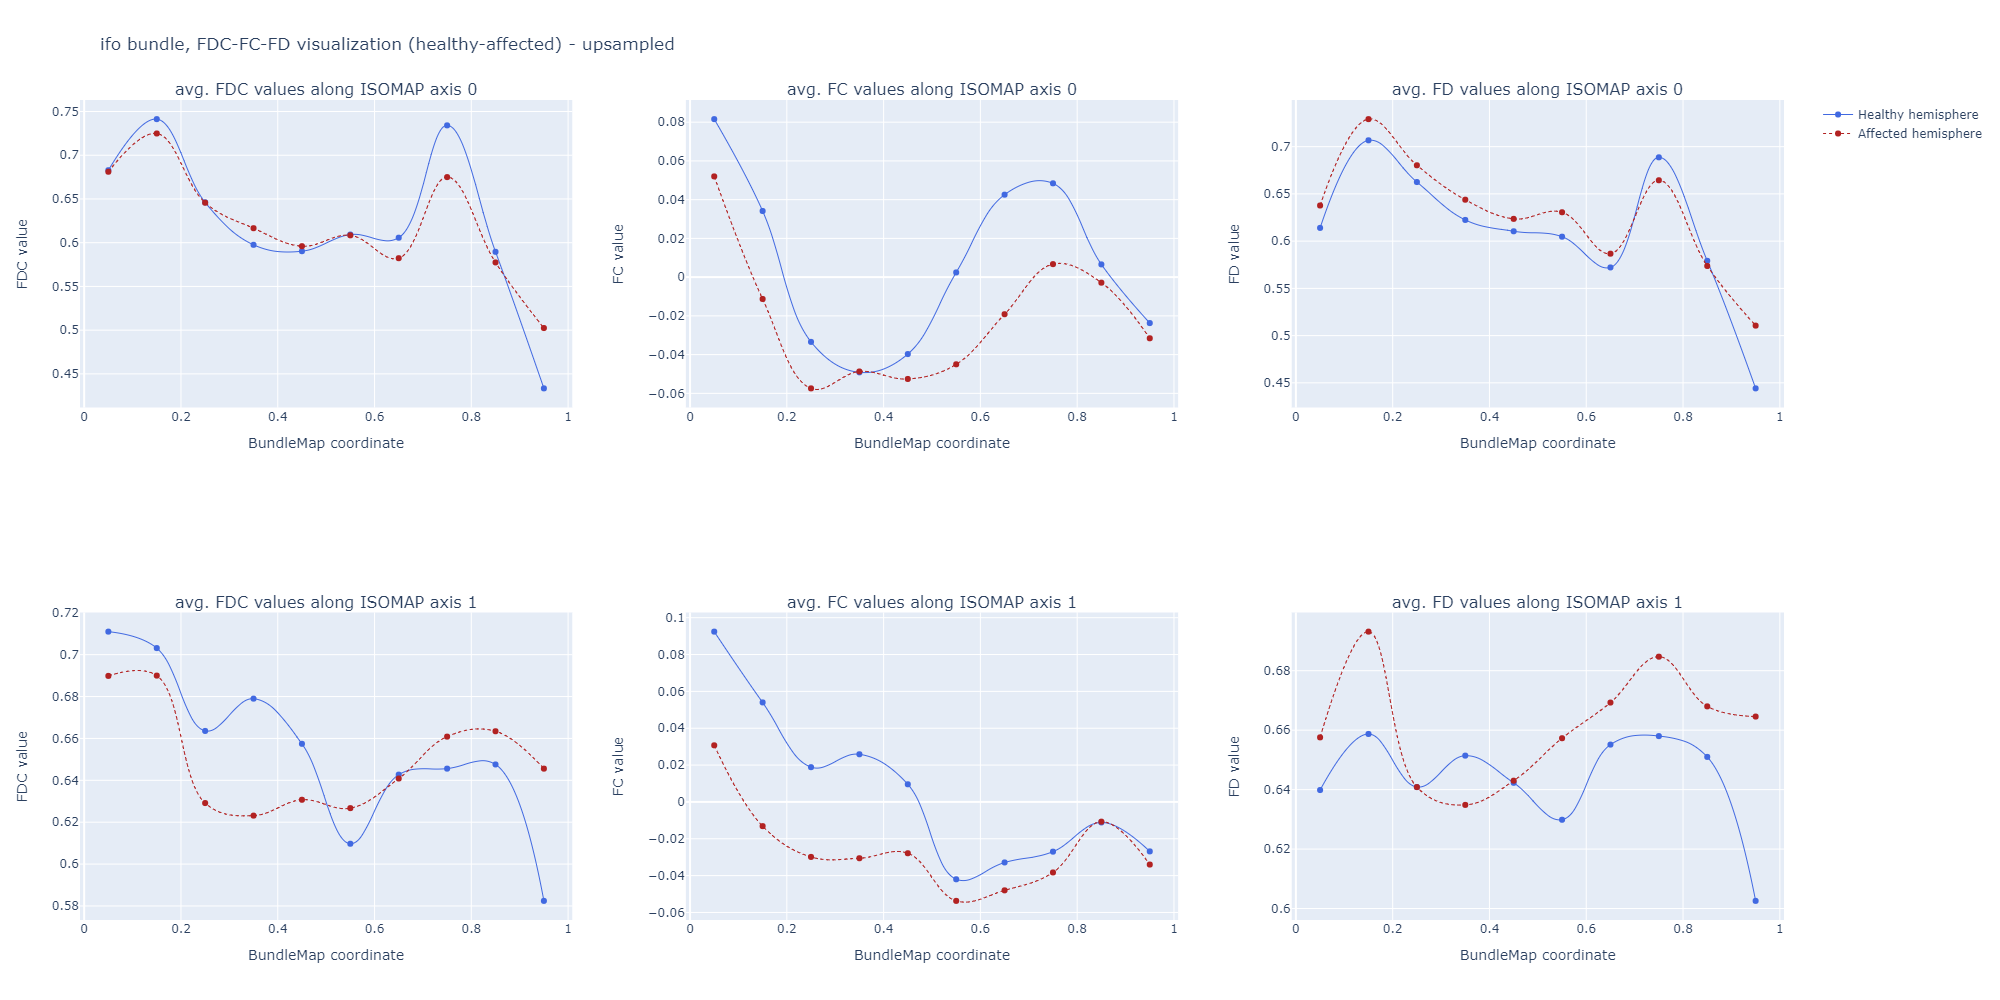 ifo bundle, FDC-FC-FD visualization (healthy-affected) - upsampled
avg. FDC values along ISOMAP axis 0
avg. FC values along ISOMAP axis 0
avg. FD values along ISOMAP axis 0
Healthy hemisphere
Affected hemisphere
FDC value
0.75
0.7
0.65
0.6
0.55
0.5
0.45
0 0.2 0.4 0.6 0.8 1
BundleMap coordinate
FC value
0.08
0.06
0.04
0.02
0
−0.02
−0.04
−0.06
0 0.2 0.4 0.6 0.8 1
BundleMap coordinate
FD value
0.7
0.65
0.6
0.55
0.5
0.45
0 0.2 0.4 0.6 0.8 1
BundleMap coordinate
avg. FDC values along ISOMAP axis 1
avg. FC values along ISOMAP axis 1
avg. FD values along ISOMAP axis 1
FDC value
0.72
0.7
0.68
0.66
0.64
0.62
0.6
0.58
0 0.2 0.4 0.6 0.8 1
BundleMap coordinate
FC value
0.1
0.08
0.06
0.04
0.02
0
−0.02
−0.04
−0.06
0 0.2 0.4 0.6 0.8 1
BundleMap coordinate
FD value
0.68
0.66
0.64
0.62
0.6
0 0.2 0.4 0.6 0.8 1
BundleMap coordinate